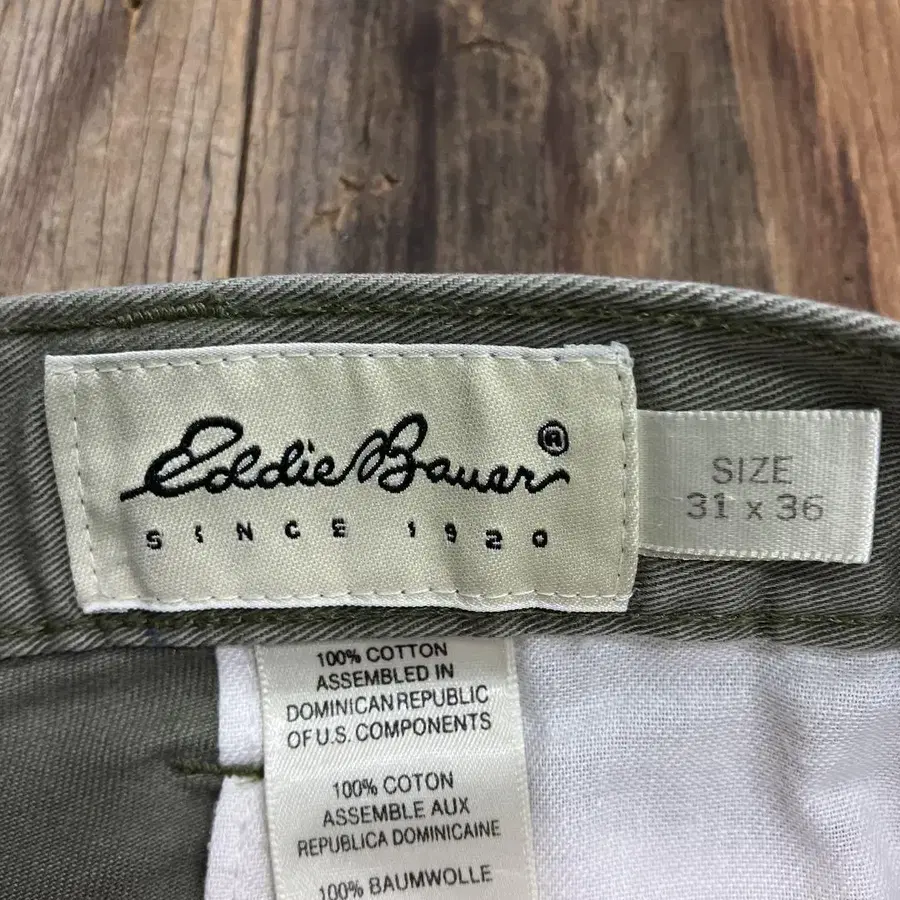 Eddie Bauer®
SINCE 1920
SIZE
31 x 36
100% COTTON
ASSEMBLED IN
DOMINICAN REPUBLIC
OF U.S. COMPONENTS
100% COTON
ASSEMBLE AUX
REPUBLICA DOMINICAINE
100% BAUMWOLLE